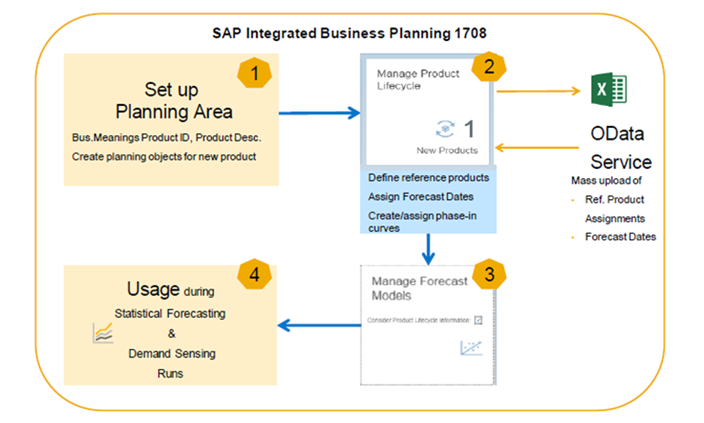 SAP Integrated Business Planning 1708
1
Set up
Planning Area
Bus.Meanings Product ID, Product Desc.
Create planning objects for new product
2
Manage Product
Lifecycle
1
New Products
Define reference products
Assign Forecast Dates
Create/assign phase-in
curves
X
OData
Service
Mass upload of
- Ref. Product
Assignments
- Forecast Dates
3
Manage Forecast
Models
Consider Product Lifecycle Information:
4
Usage during
Statistical Forecasting
&
Demand Sensing
Runs